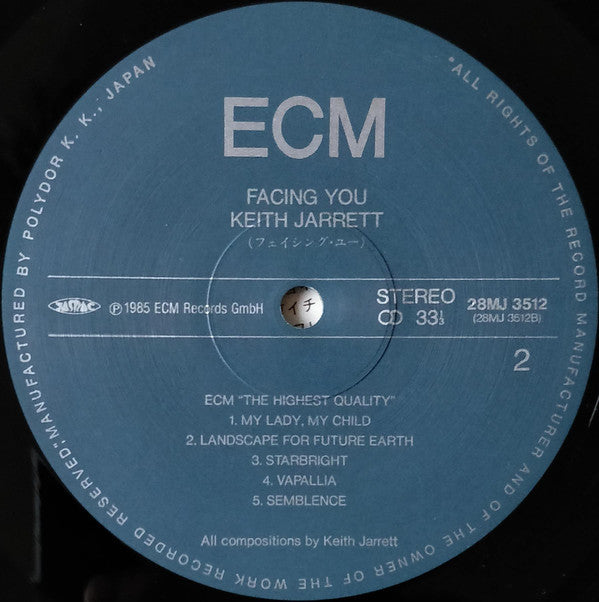 "ALL RIGHTS OF THE RECORD MANUFACTURER AND OF THE OWNER OF THE WORK RECORDED RESERVED," MANUFACTURED BY POLYDOR K. K., JAPAN
ECM
FACING YOU
KEITH JARRETT
(フェイシング・ユー)
JASRAC
Ⓟ 1985 ECM Records GmbH
イチ
STEREO
CD 33⅓
28MJ 3512
(28MJ 3512B)
2
ECM "THE HIGHEST QUALITY"
1. MY LADY, MY CHILD
2. LANDSCAPE FOR FUTURE EARTH
3. STARBRIGHT
4. VAPALLIA
5. SEMBLENCE
All compositions by Keith Jarrett